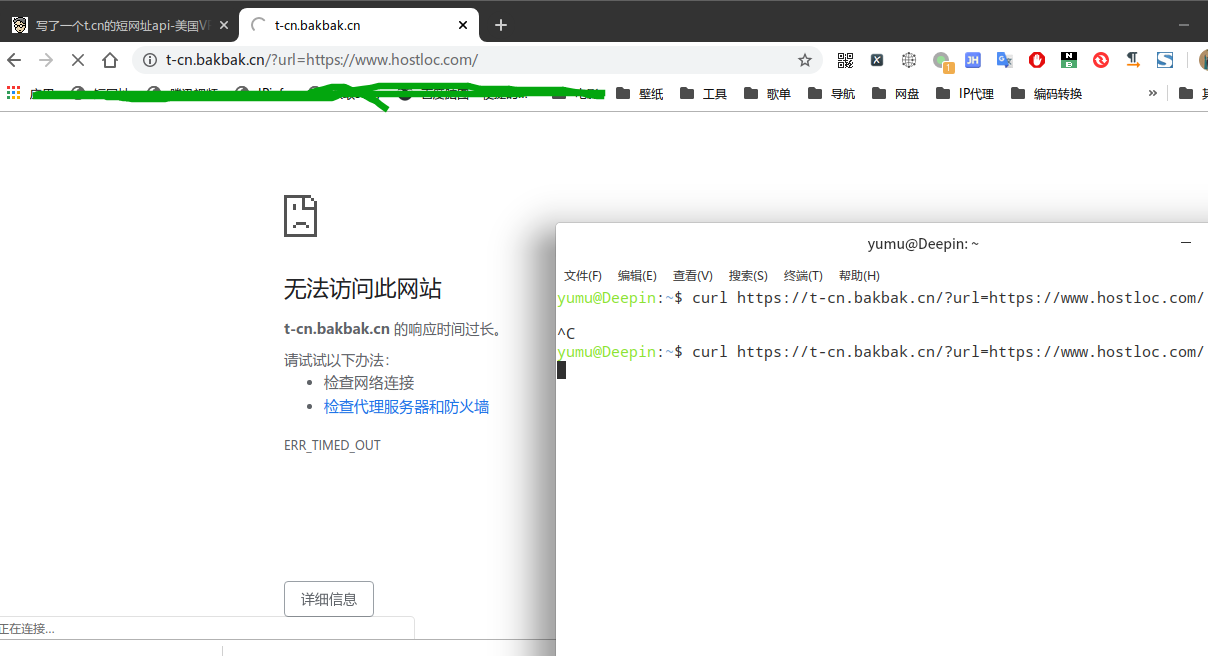 写了一个t.cn的短网址api-美国V
t-cn.bakbak.cn
t-cn.bakbak.cn/?url=https://www.hostloc.com/
1
JH
壁纸 工具 歌单 导航 网盘 IP代理 编码转换 »
yumu@Deepin: ~
文件(F) 编辑(E) 查看(V) 搜索(S) 终端(T) 帮助(H)
yumu@Deepin:~$ curl https://t-cn.bakbak.cn/?url=https://www.hostloc.com/
^C
yumu@Deepin:~$ curl https://t-cn.bakbak.cn/?url=https://www.hostloc.com/
无法访问此网站
t-cn.bakbak.cn 的响应时间过长。
请试试以下办法：
检查网络连接
检查代理服务器和防火墙
ERR_TIMED_OUT
详细信息
正在连接...